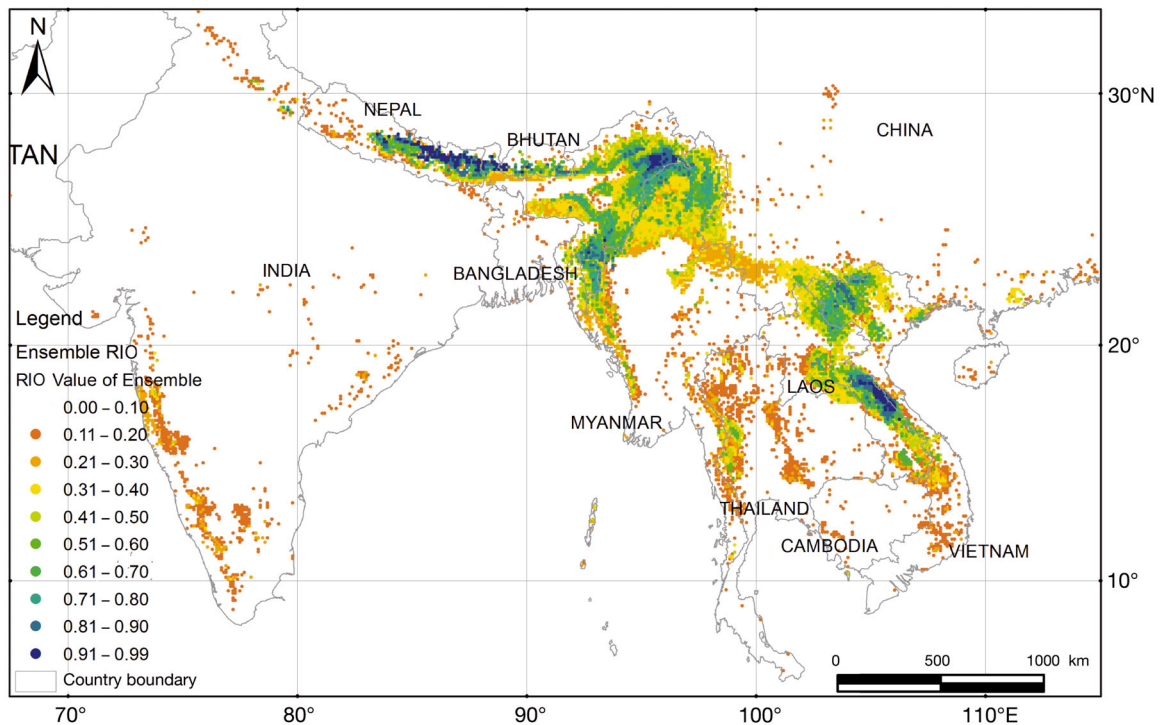 N
30°N
NEPAL
CHINA
BHUTAN
TAN
INDIA
BANGLADESH
Legend
20°
Ensemble RIO
RIO Value of Ensemble
LAOS
0.00 – 0.10
MYANMAR
0.11 – 0.20
0.21 – 0.30
0.31 – 0.40
0.41 – 0.50
THAILAND
0.51 – 0.60
CAMBODIA
VIETNAM
0.61 – 0.70
10°
0.71 – 0.80
0.81 – 0.90
0.91 – 0.99
0 500 1000 km
Country boundary
70° 80° 90° 100° 110°E